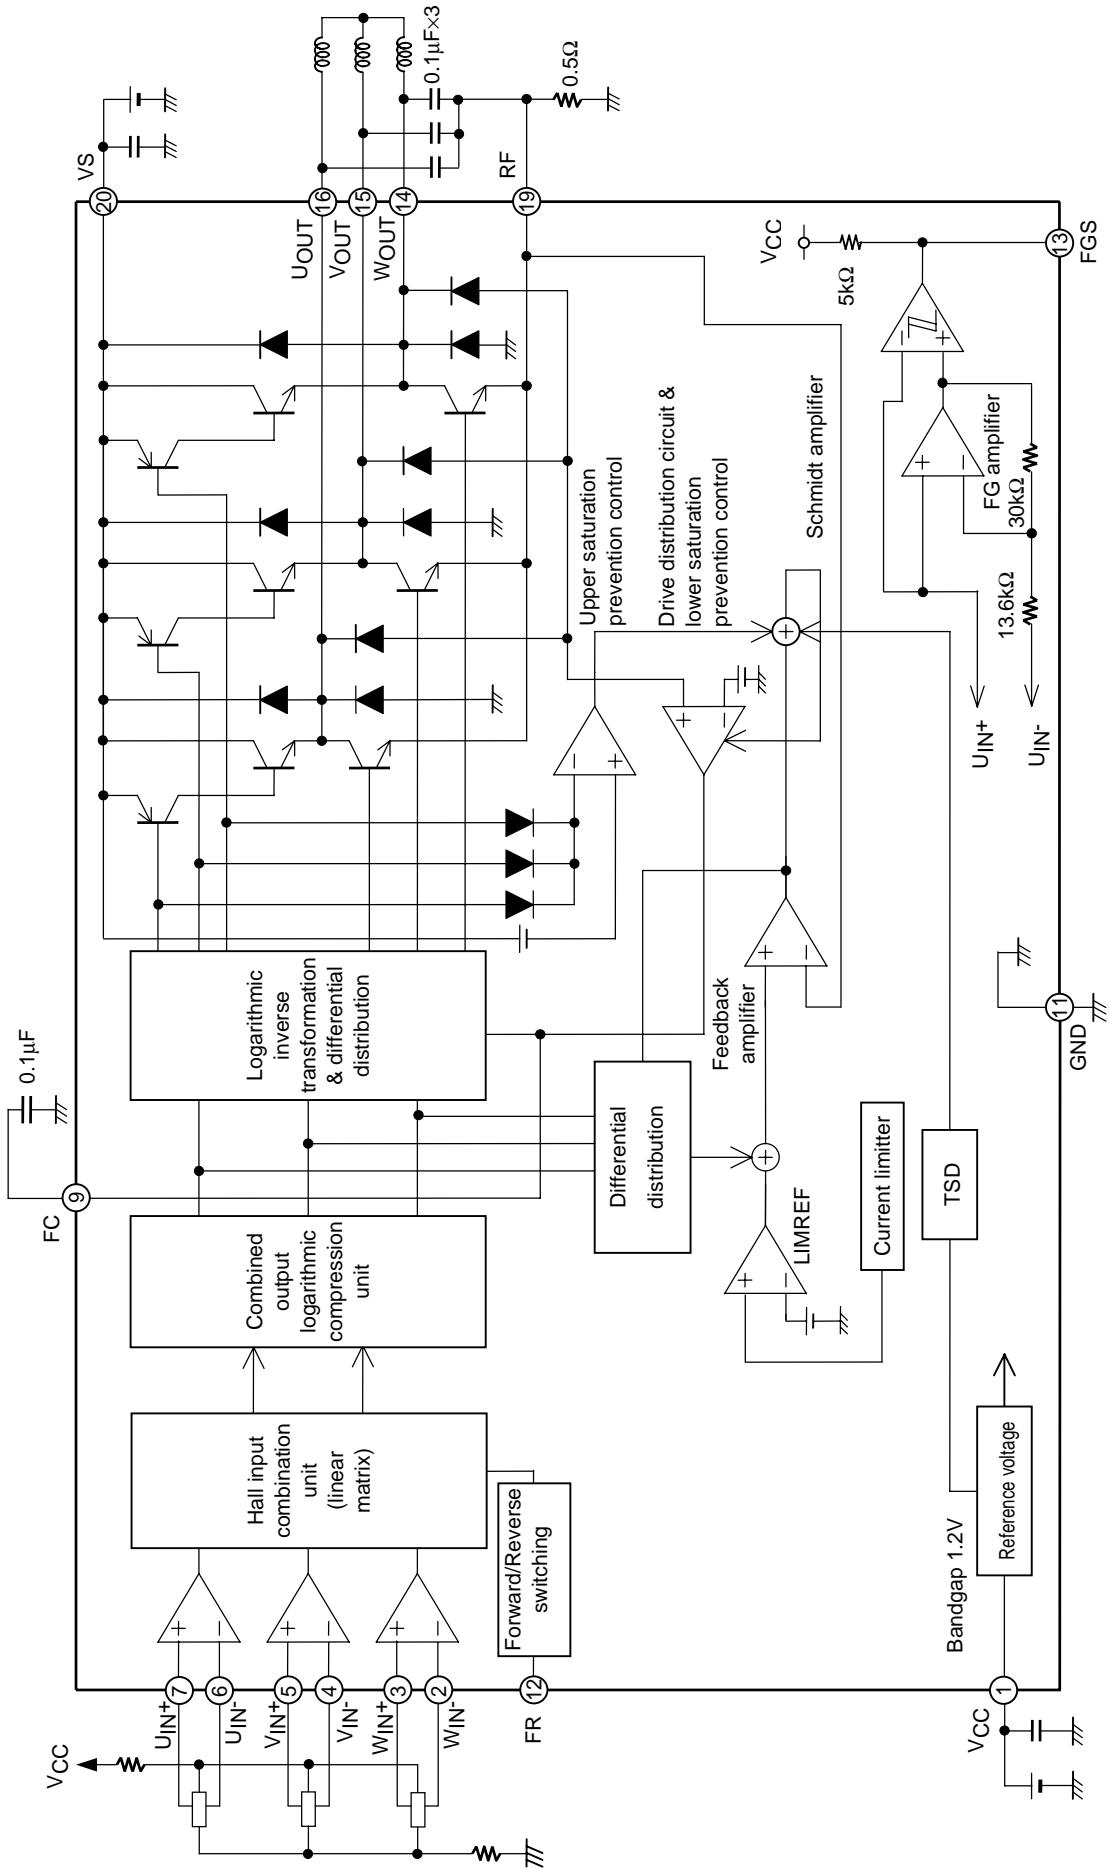 VCC
UIN+
7
UIN-
6
VIN+
5
VIN-
4
WIN+
3
WIN-
2
FR
12
VCC
1
+
−
+
−
+
−
Hall input
combination
unit
(linear
matrix)
Forward/Reverse
switching
Combined
output
logarithmic
compression
unit
FC
9
0.1µF
Logarithmic
inverse
transformation
& differential
distribution
Differential
distribution
+
LIMREF
+
−
Current limitter
Feedback
amplifier
+
−
TSD
Bandgap 1.2V
Reference voltage
GND
11
−
+
+
−
+
Upper saturation
prevention control
Drive distribution circuit &
lower saturation
prevention control
Schmidt amplifier
VS
20
UOUT
16
VOUT
15
WOUT
14
0.1µF×3
RF
19
0.5Ω
VCC
5kΩ
FGS
13
−
+
+
−
FG amplifier
30kΩ
13.6kΩ
UIN+
UIN-